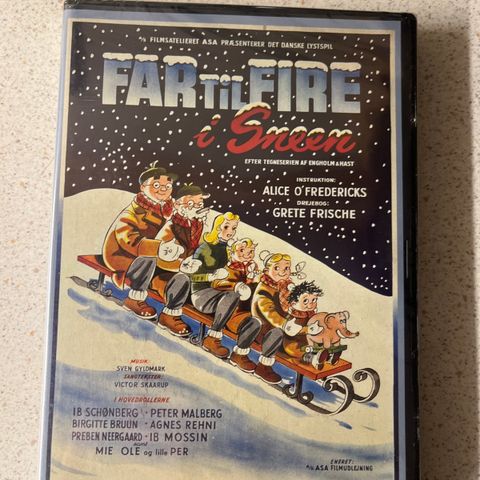 A/S FILMSATELIERET ASA PRÆSENTERER DET DANSKE LYSTSPIL
FAR TIL FIRE
i Sneen
EFTER TEGNESERIEN AF ENGHOLM & HAST
INSTRUKTION:
ALICE O'FREDERICKS
DREJEBOG:
GRETE FRISCHE
MUSIK:
SVEN GYLDMARK
SANGTEKSTER:
VICTOR SKAARUP
I HOVEDROLLERNE
IB SCHØNBERG · PETER MALBERG
BIRGITTE BRUUN · AGNES REHNI
PREBEN NEERGAARD · IB MOSSIN
samt
MIE OLE og lille PER
ENERET:
A/S ASA FILMUDLEJNING